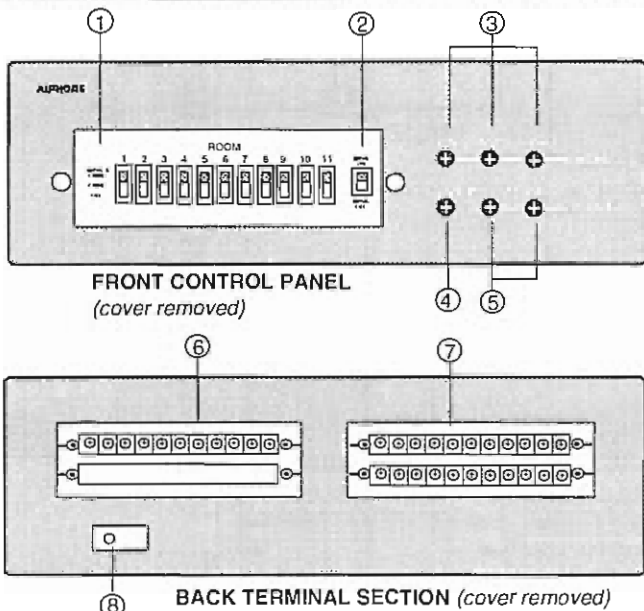 ① ② ③
AIPHONE
ROOM
1 2 3 4 5 6 7 8 9 10 11
FRONT CONTROL PANEL
(cover removed)
④ ⑤
⑥ ⑦
⑧
BACK TERMINAL SECTION (cover removed)